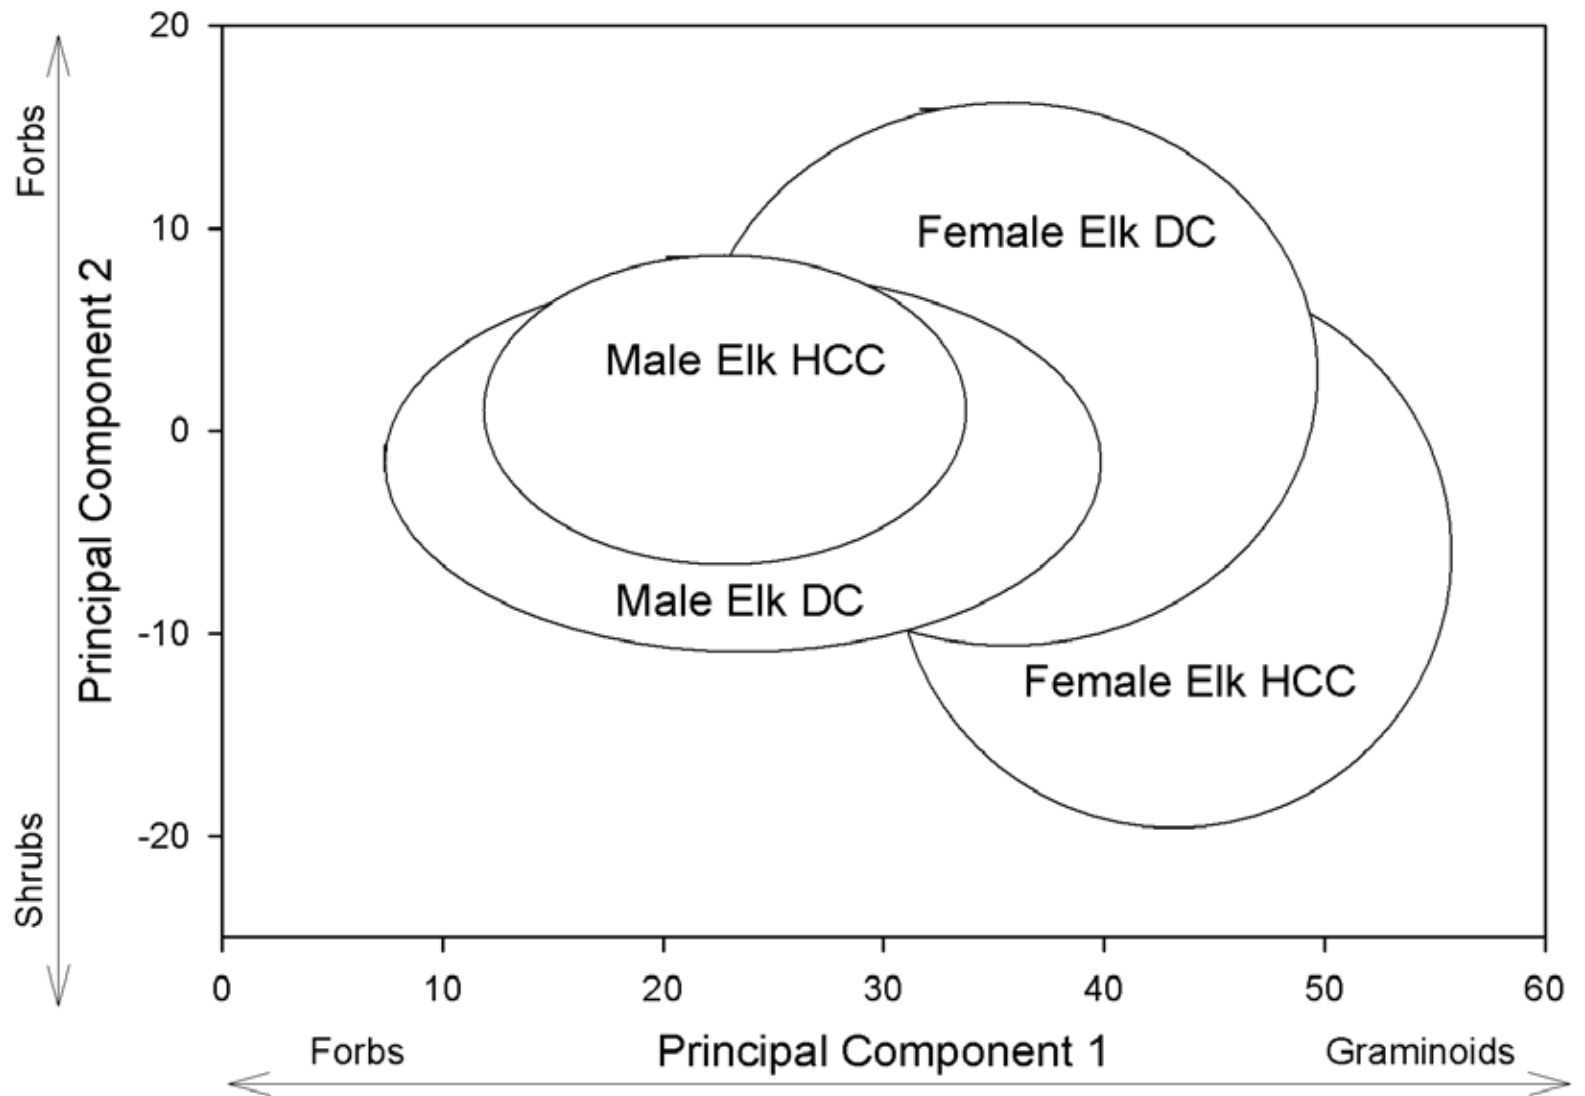 20
10
0
-10
-20
Forbs
Shrubs
Principal Component 2
Female Elk DC
Male Elk HCC
Male Elk DC
Female Elk HCC
0 10 20 30 40 50 60
Forbs Principal Component 1 Graminoids